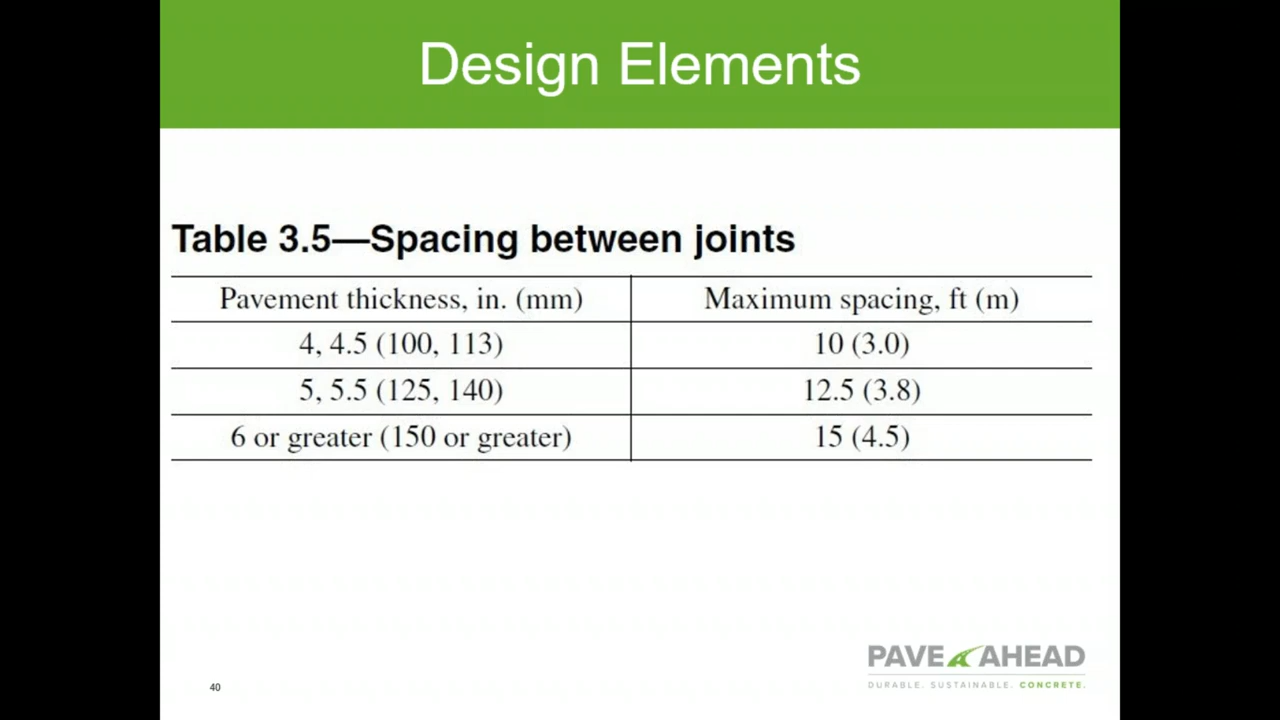 Design Elements
Table 3.5—Spacing between joints
Pavement thickness, in. (mm) Maximum spacing, ft (m)
4, 4.5 (100, 113) 10 (3.0)
5, 5.5 (125, 140) 12.5 (3.8)
6 or greater (150 or greater) 15 (4.5)
PAVE AHEAD
DURABLE. SUSTAINABLE. CONCRETE.
40